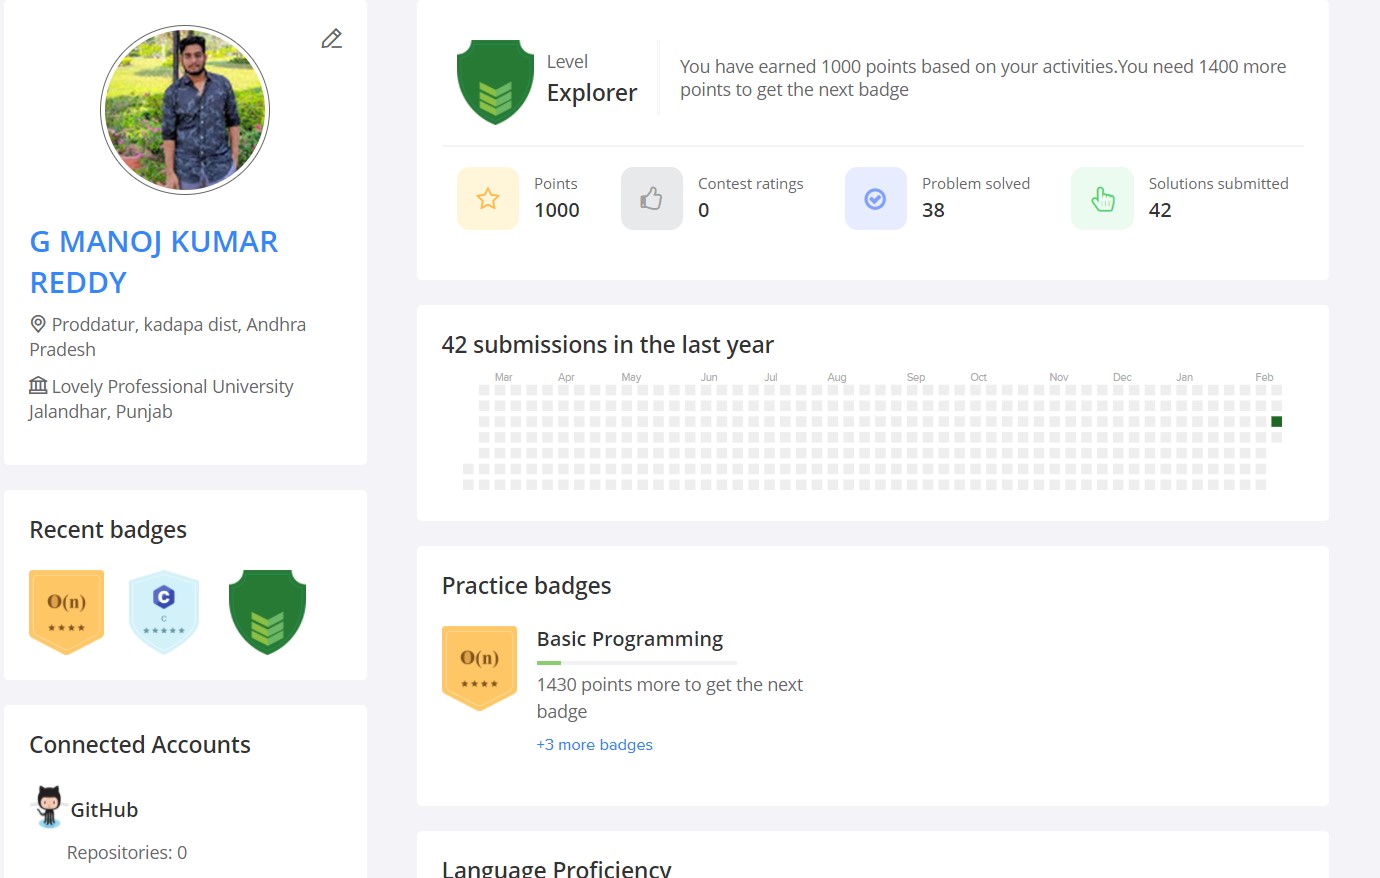 G MANOJ KUMAR
REDDY
Proddatur, kadapa dist, Andhra
Pradesh
Lovely Professional University
Jalandhar, Punjab
Recent badges
O(n)
C
C
Connected Accounts
GitHub
Repositories: 0
Level
Explorer
You have earned 1000 points based on your activities.You need 1400 more
points to get the next badge
Points
1000
Contest ratings
0
Problem solved
38
Solutions submitted
42
42 submissions in the last year
Mar Apr May Jun Jul Aug Sep Oct Nov Dec Jan Feb
Practice badges
O(n)
Basic Programming
1430 points more to get the next
badge
+3 more badges
Language Proficiency